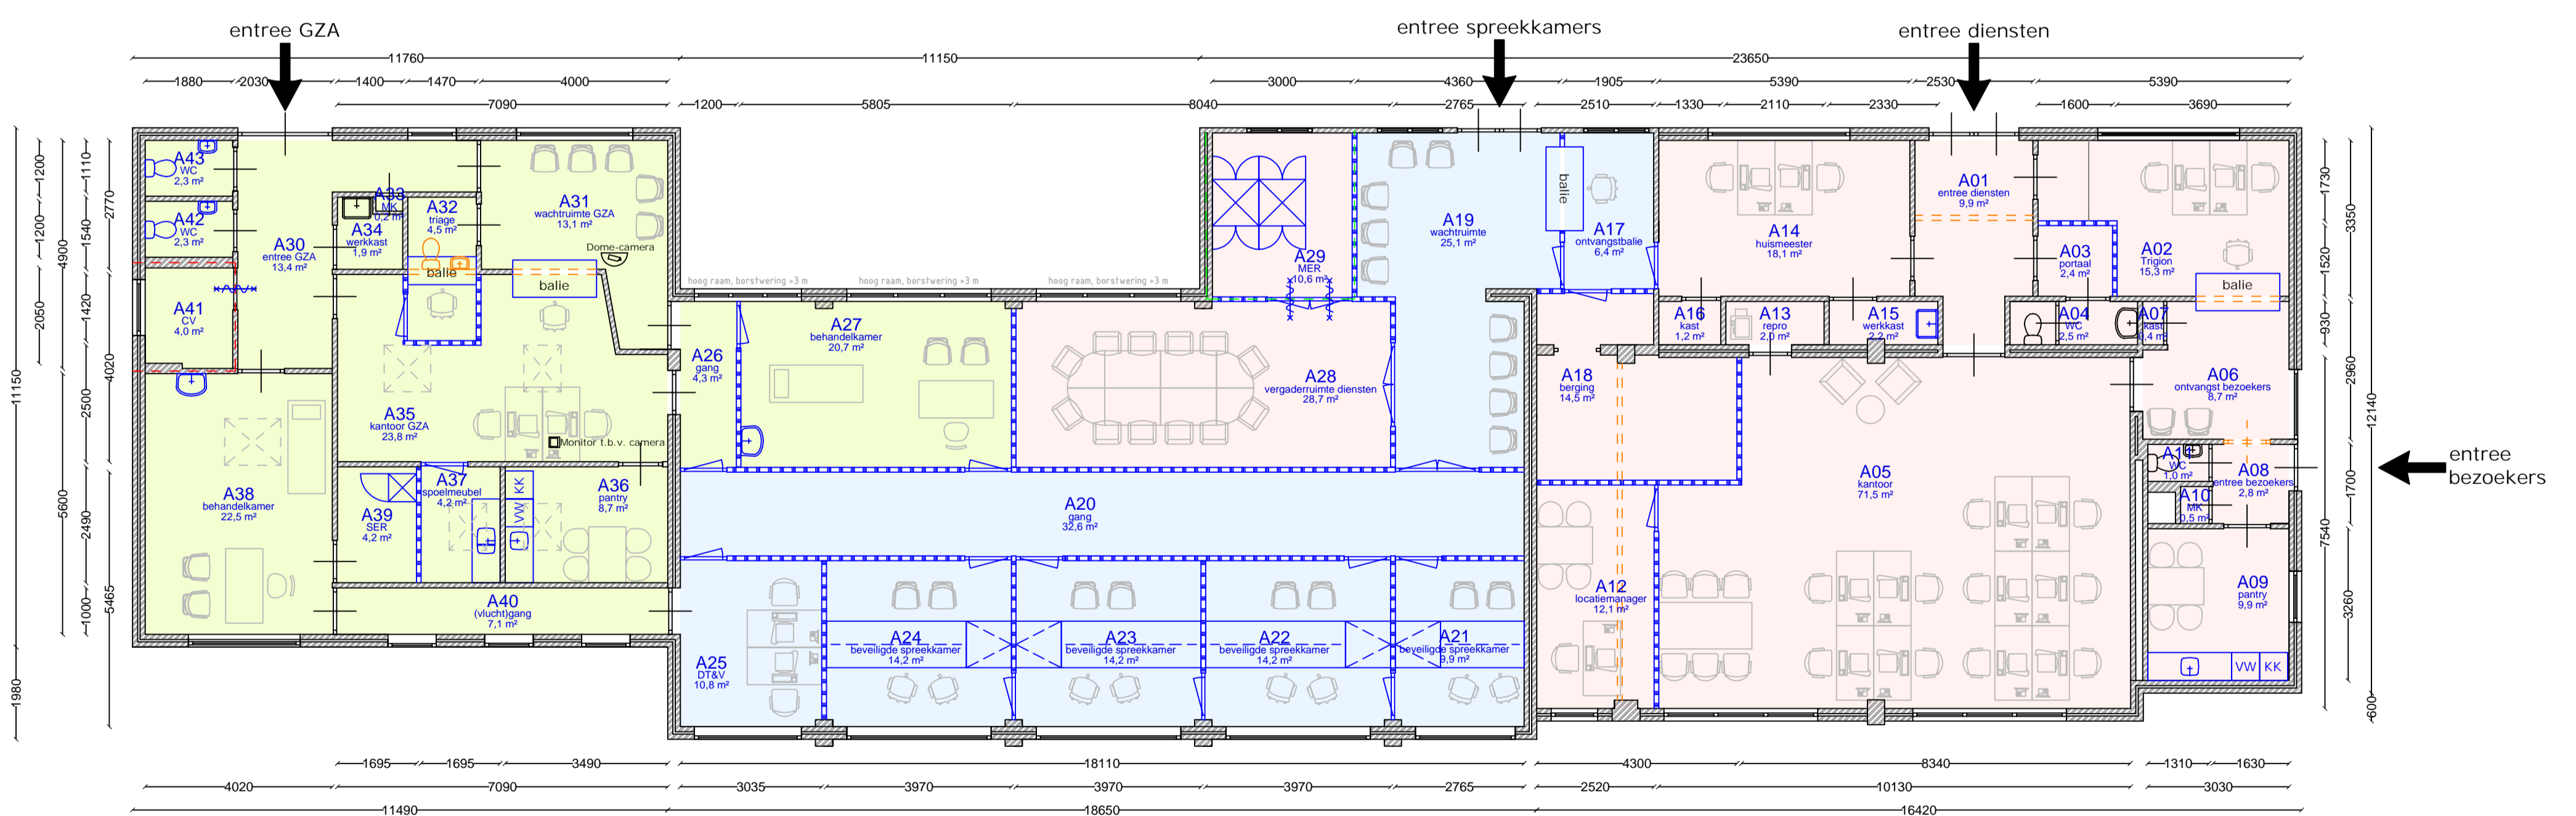 entree GZA
entree spreekkamers
entree diensten
11760
11150
23650
1880
2030
1400
1470
4000
3000
4360
1905
5390
2530
5390
7090
1200
5805
8040
2765
2510
1330
2110
2330
1600
3690
11150
1980
1200
1200
2050
4900
5600
1110
1540
1420
2500
2490
1000
2770
4020
5465
A43
WC
2,3 m²
A42
WC
2,3 m²
A41
CV
4,0 m²
A30
entree GZA
13,4 m²
A33
MK
0,2 m²
A34
werkkast
1,9 m²
A32
triage
4,5 m²
balie
A31
wachtruimte GZA
13,1 m²
Dome-camera
balie
A35
kantoor GZA
23,8 m²
Monitor t.b.v. camera
A38
behandelkamer
22,5 m²
A39
SER
4,2 m²
A37
spoelmeubel
4,2 m²
KK
VW
A36
pantry
8,7 m²
A40
(vlucht)gang
7,1 m²
hoog raam, borstwering >3 m
hoog raam, borstwering >3 m
hoog raam, borstwering >3 m
A26
gang
4,3 m²
A27
behandelkamer
20,7 m²
A28
vergaderruimte diensten
28,7 m²
A29
MER
10,6 m²
A19
wachtruimte
25,1 m²
balie
A17
ontvangstbalie
6,4 m²
A20
gang
32,6 m²
A25
DT&V
10,8 m²
A24
beveiligde spreekkamer
14,2 m²
A23
beveiligde spreekkamer
14,2 m²
A22
beveiligde spreekkamer
14,2 m²
A21
beveiligde spreekkamer
9,9 m²
A14
huismeester
18,1 m²
A01
entree diensten
9,9 m²
A03
portaal
2,4 m²
A02
Trigion
15,3 m²
balie
A16
kast
1,2 m²
A13
repro
2,0 m²
A15
werkkast
2,2 m²
A04
WC
2,5 m²
A07
kast
0,4 m²
A18
berging
14,5 m²
A05
kantoor
71,5 m²
A06
ontvangst bezoekers
8,7 m²
A11
WC
1,0 m²
A10
MK
0,5 m²
A08
entree bezoekers
2,8 m²
A12
locatiemanager
12,1 m²
A09
pantry
9,9 m²
VW
KK
1730
1520
930
7540
3350
2960
1700
3260
12140
600
entree
bezoekers
1695
1695
3490
18110
4300
8340
1310
1630
4020
7090
3035
3970
3970
3970
2765
2520
10130
3030
11490
18650
16420